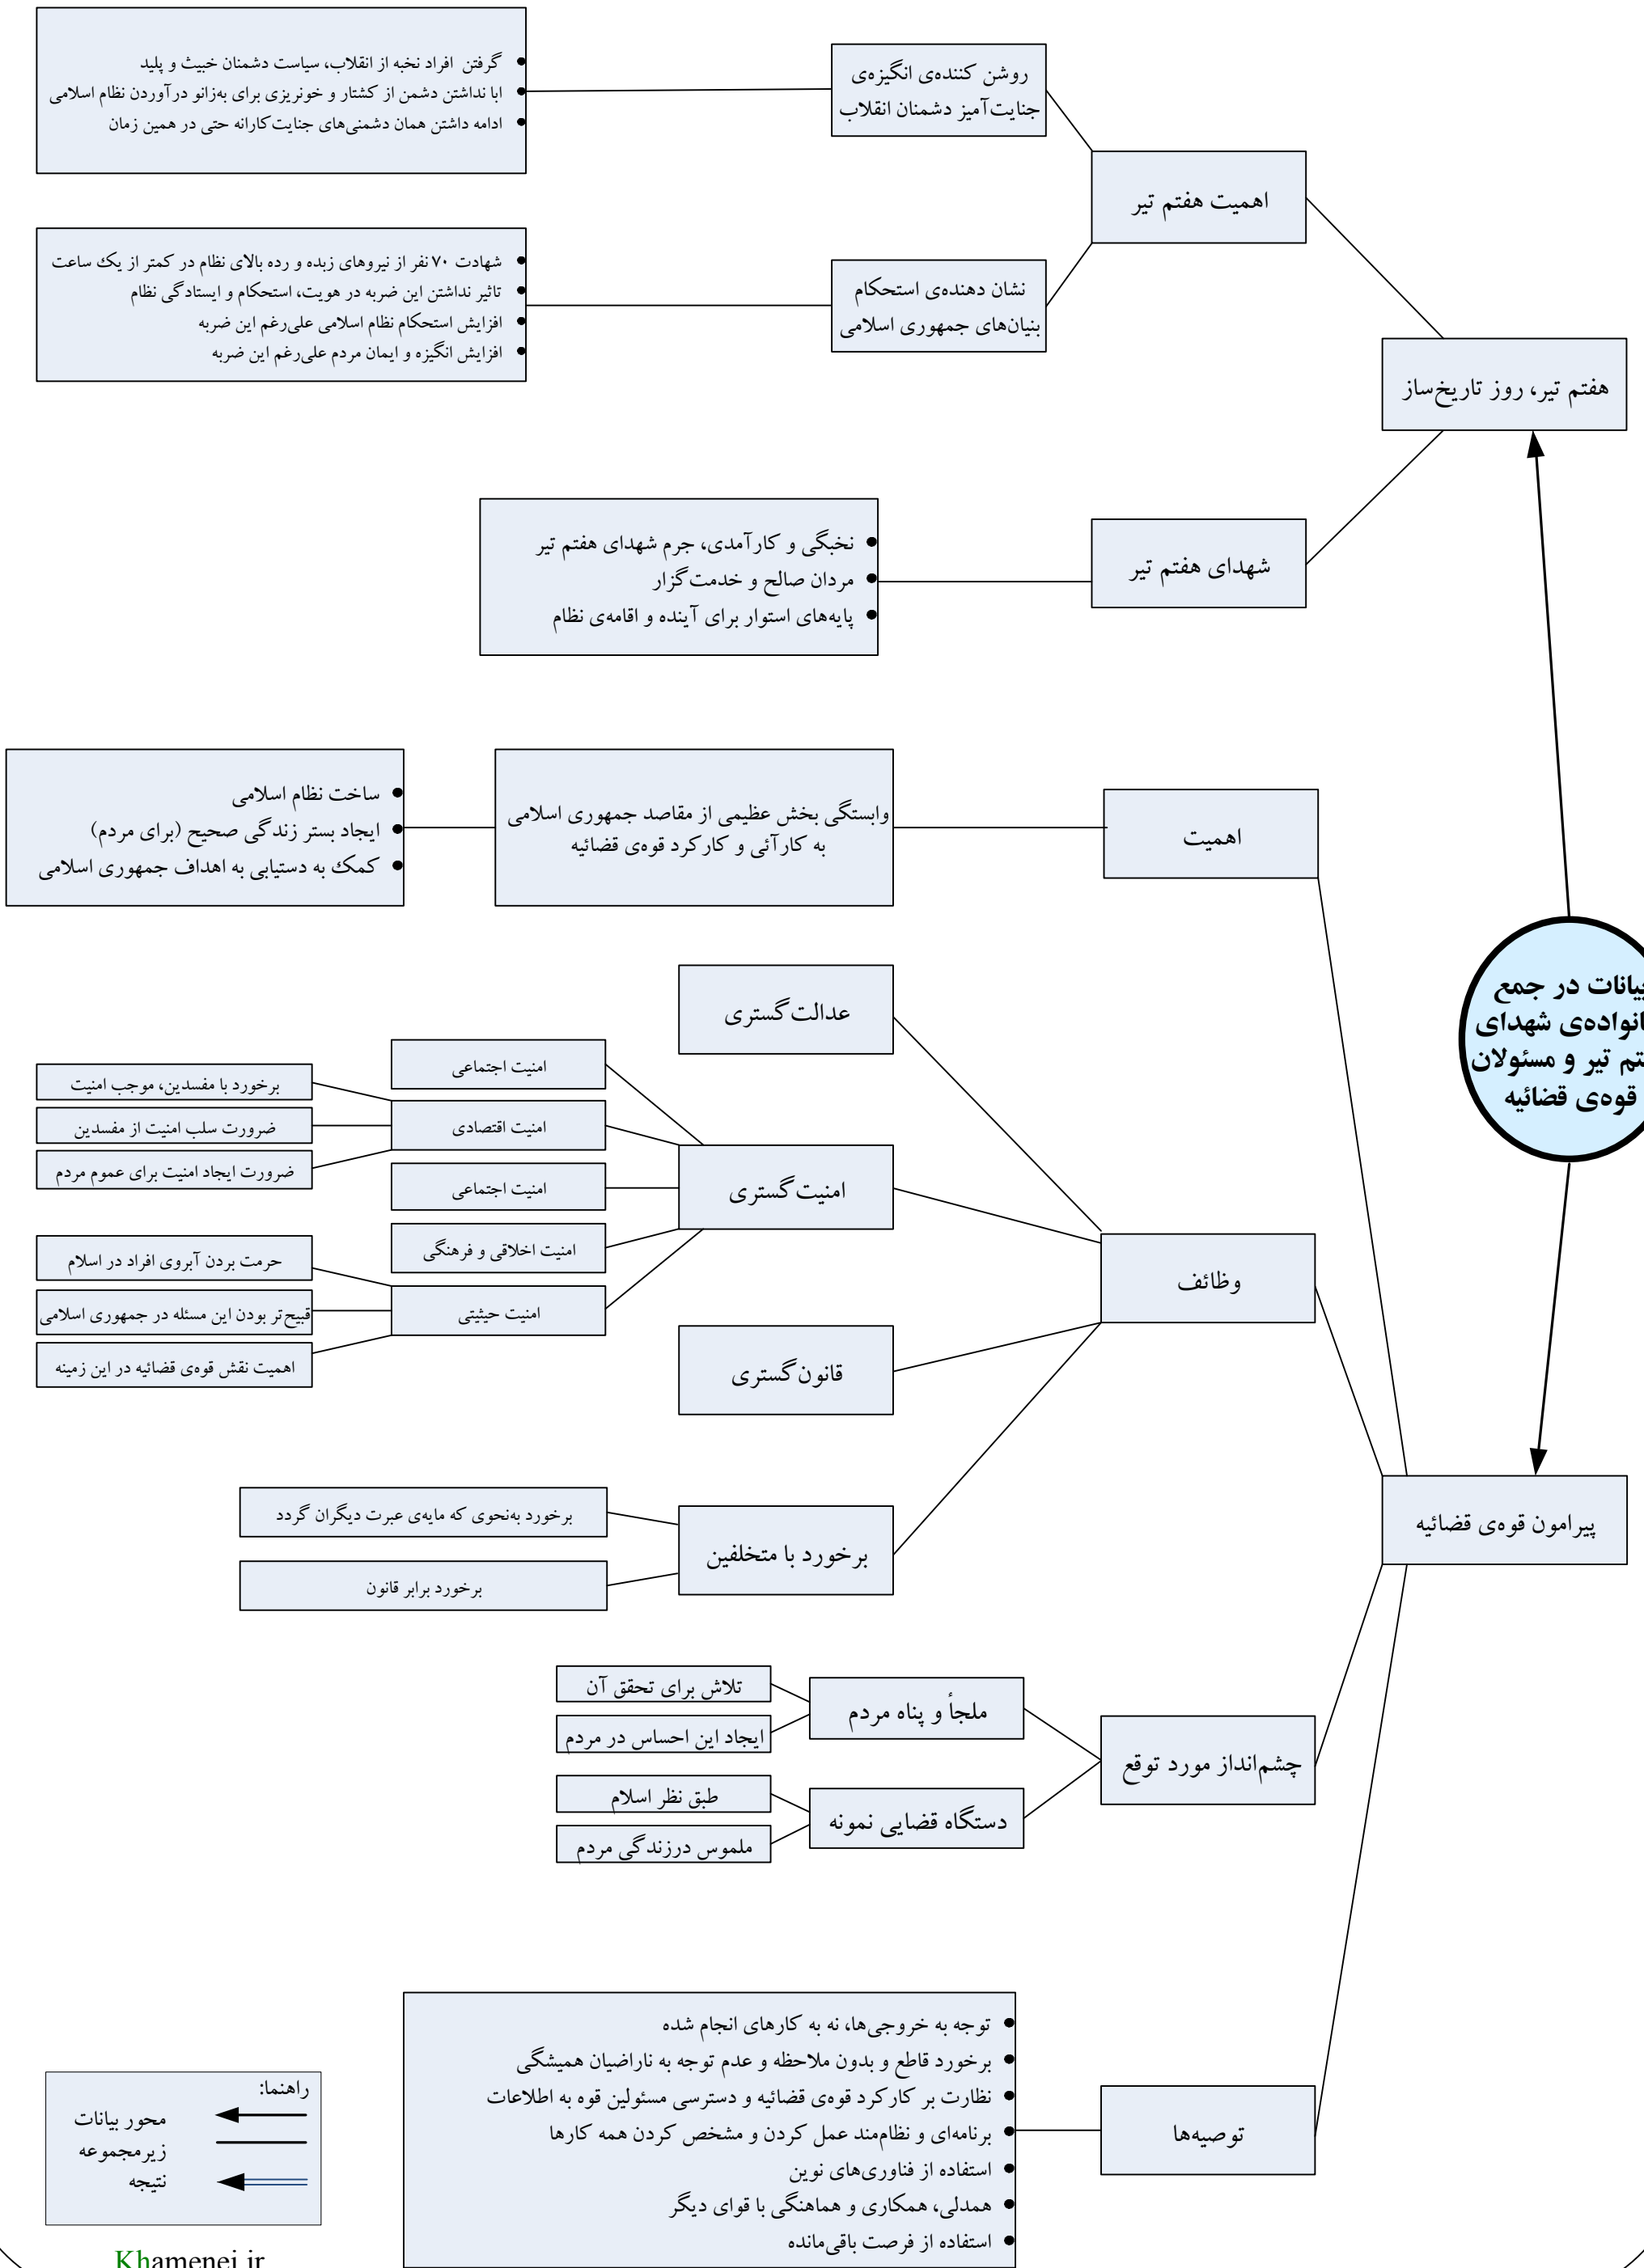 هفتم تیر، روز تاریخ‌ساز
اهمیت هفتم تیر
روشن کننده‌ی انگیزه‌ی
جنایت‌آمیز دشمنان انقلاب
گرفتن افراد نخبه از انقلاب، سیاست دشمنان خبیث و پلید
ابا نداشتن دشمن از کشتار و خونریزی برای به‌زانو درآوردن نظام اسلامی
ادامه داشتن همان دشمنی‌های جنایت‌کارانه حتی در همین زمان
نشان دهنده‌ی استحکام
بنیان‌های جمهوری اسلامی
شهادت ۷۰ نفر از نیروهای زبده و رده بالای نظام در کمتر از یک ساعت
تاثیر نداشتن این ضربه در هویت، استحکام و ایستادگی نظام
افزایش استحکام نظام اسلامی علی‌رغم این ضربه
افزایش انگیزه و ایمان مردم علی‌رغم این ضربه
شهدای هفتم تیر
نخبگی و کارآمدی، جرم شهدای هفتم تیر
مردان صالح و خدمت‌گزار
پایه‌های استوار برای آینده و اقامه‌ی نظام
در جمع
شهدای
تیر و مسئولان
قوه‌ی قضائیه
پیرامون قوه‌ی قضائیه
اهمیت
وابستگی بخش عظیمی از مقاصد جمهوری اسلامی
به کارآئی و کارکرد قوه‌ی قضائیه
ساخت نظام اسلامی
ایجاد بستر زندگی صحیح (برای مردم)
کمک به دستیابی به اهداف جمهوری اسلامی
وظائف
عدالت‌گستری
امنیت‌گستری
امنیت اجتماعی
امنیت اقتصادی
برخورد با مفسدین، موجب امنیت
ضرورت سلب امنیت از مفسدین
ضرورت ایجاد امنیت برای عموم مردم
امنیت اجتماعی
امنیت اخلاقی و فرهنگی
امنیت حیثیتی
حرمت بردن آبروی افراد در اسلام
قبیح‌تر بودن این مسئله در جمهوری اسلامی
اهمیت نقش قوه‌ی قضائیه در این زمینه
قانون‌گستری
برخورد با متخلفین
برخورد به‌نحوی که مایه‌ی عبرت دیگران گردد
برخورد برابر قانون
چشم‌انداز مورد توقع
ملجأ و پناه مردم
تلاش برای تحقق آن
ایجاد این احساس در مردم
دستگاه قضایی نمونه
طبق نظر اسلام
ملموس درزندگی مردم
توصیه‌ها
توجه به خروجی‌ها، نه به کارهای انجام شده
برخورد قاطع و بدون ملاحظه و عدم توجه به ناراضیان همیشگی
نظارت بر کارکرد قوه‌ی قضائیه و دسترسی مسئولین قوه به اطلاعات
برنامه‌ای و نظام‌مند عمل کردن و مشخص کردن همه کارها
استفاده از فناوری‌های نوین
همدلی، همکاری و هماهنگی با قوای دیگر
استفاده از فرصت باقی‌مانده
راهنما:
محور بیانات
زیرمجموعه
نتیجه
Khamenei.ir